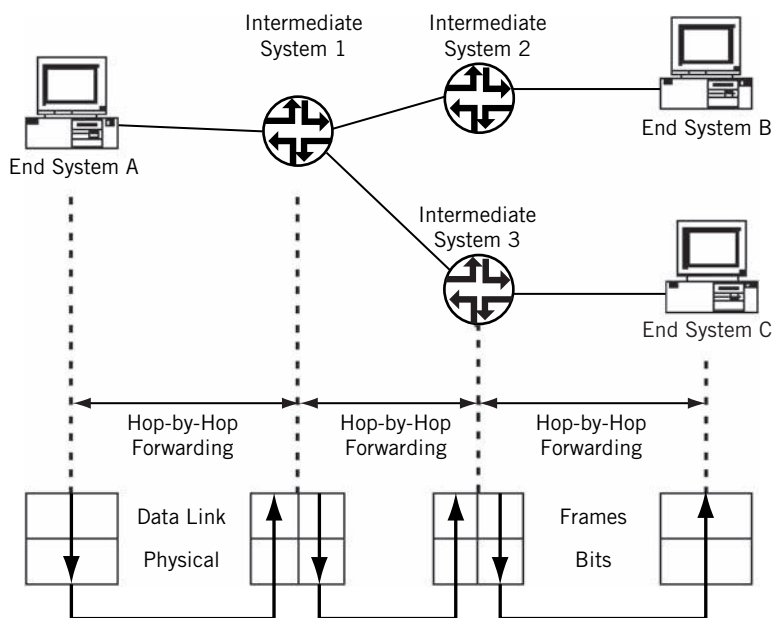 Intermediate
System 1
Intermediate
System 2
End System A
End System B
Intermediate
System 3
End System C
Hop-by-Hop
Forwarding
Hop-by-Hop
Forwarding
Hop-by-Hop
Forwarding
Data Link
Frames
Physical
Bits